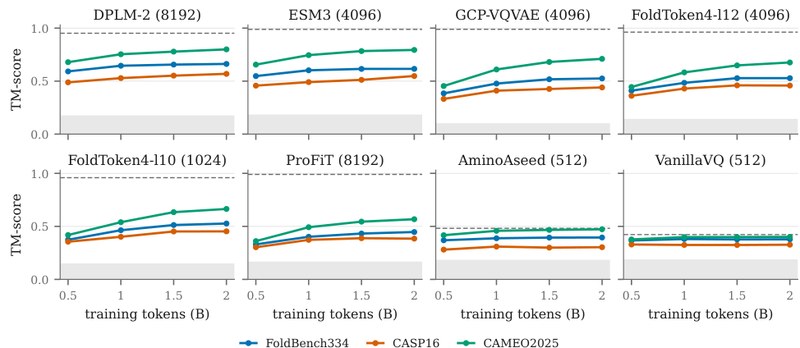 DPLM-2 (8192) ESM3 (4096) GCP-VQVAE (4096) FoldToken4-l12 (4096)
TM-score
1.0
0.5
0.0
FoldToken4-l10 (1024) ProFiT (8192) AminoAseed (512) VanillaVQ (512)
TM-score
1.0
0.5
0.0
0.5 1 1.5 2 0.5 1 1.5 2 0.5 1 1.5 2 0.5 1 1.5 2
training tokens (B) training tokens (B) training tokens (B) training tokens (B)
FoldBench334 CASP16 CAMEO2025